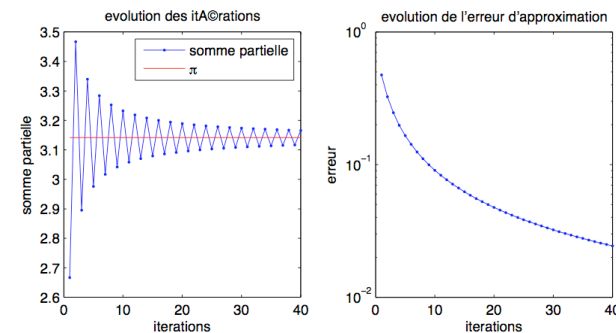 evolution des itA©rations
3.5
3.4
3.3
3.2
3.1
3
2.9
2.8
2.7
2.6
somme partielle
somme partielle
π
0
10
20
30
40
iterations
evolution de l'erreur d'approximation
10^0
10^-1
10^-2
erreur
0
10
20
30
40
iterations